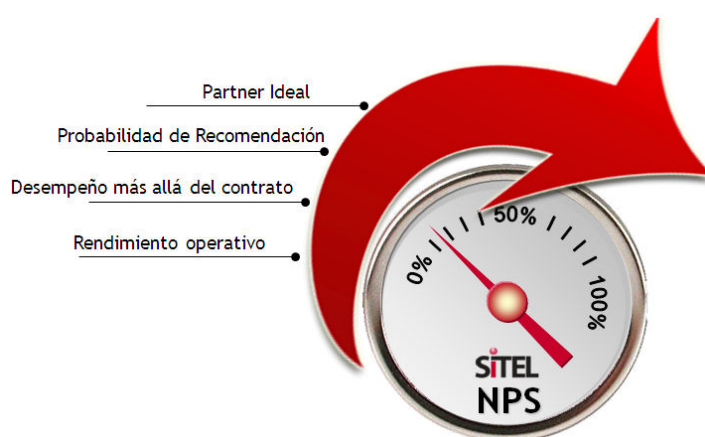 Partner Ideal
Probabilidad de Recomendación
Desempeño más allá del contrato
Rendimiento operativo
0%
50%
100%
SiTEL
NPS